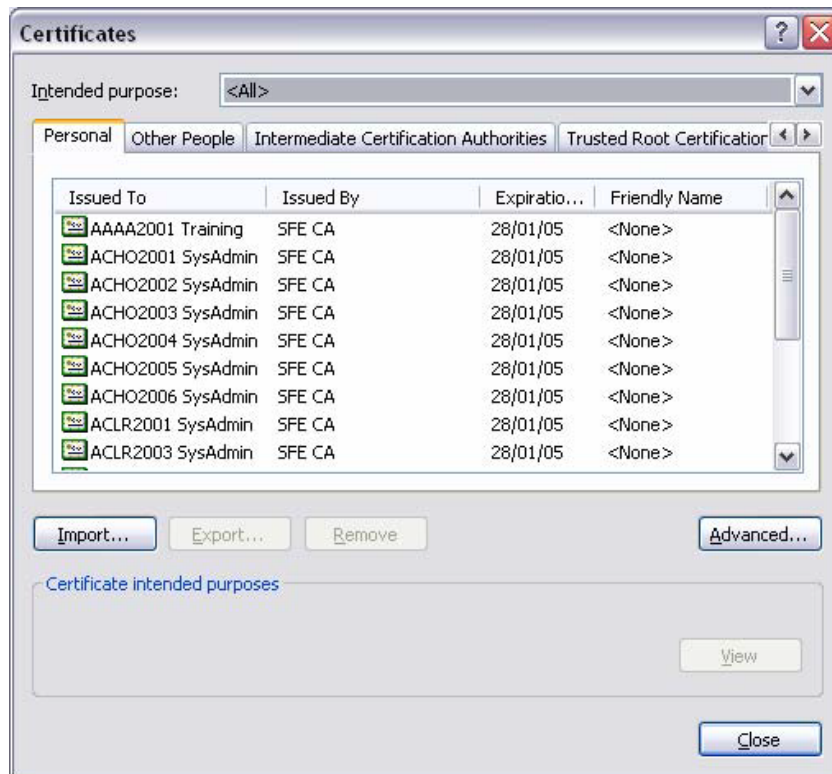 Certificates
Intended purpose: <All>
Personal Other People Intermediate Certification Authorities Trusted Root Certification
Issued To Issued By Expiratio... Friendly Name
AAAA2001 Training SFE CA 28/01/05 <None>
ACHO2001 SysAdmin SFE CA 28/01/05 <None>
ACHO2002 SysAdmin SFE CA 28/01/05 <None>
ACHO2003 SysAdmin SFE CA 28/01/05 <None>
ACHO2004 SysAdmin SFE CA 28/01/05 <None>
ACHO2005 SysAdmin SFE CA 28/01/05 <None>
ACHO2006 SysAdmin SFE CA 28/01/05 <None>
ACLR2001 SysAdmin SFE CA 28/01/05 <None>
ACLR2003 SysAdmin SFE CA 28/01/05 <None>
Import... Export... Remove Advanced...
Certificate intended purposes
View
Close